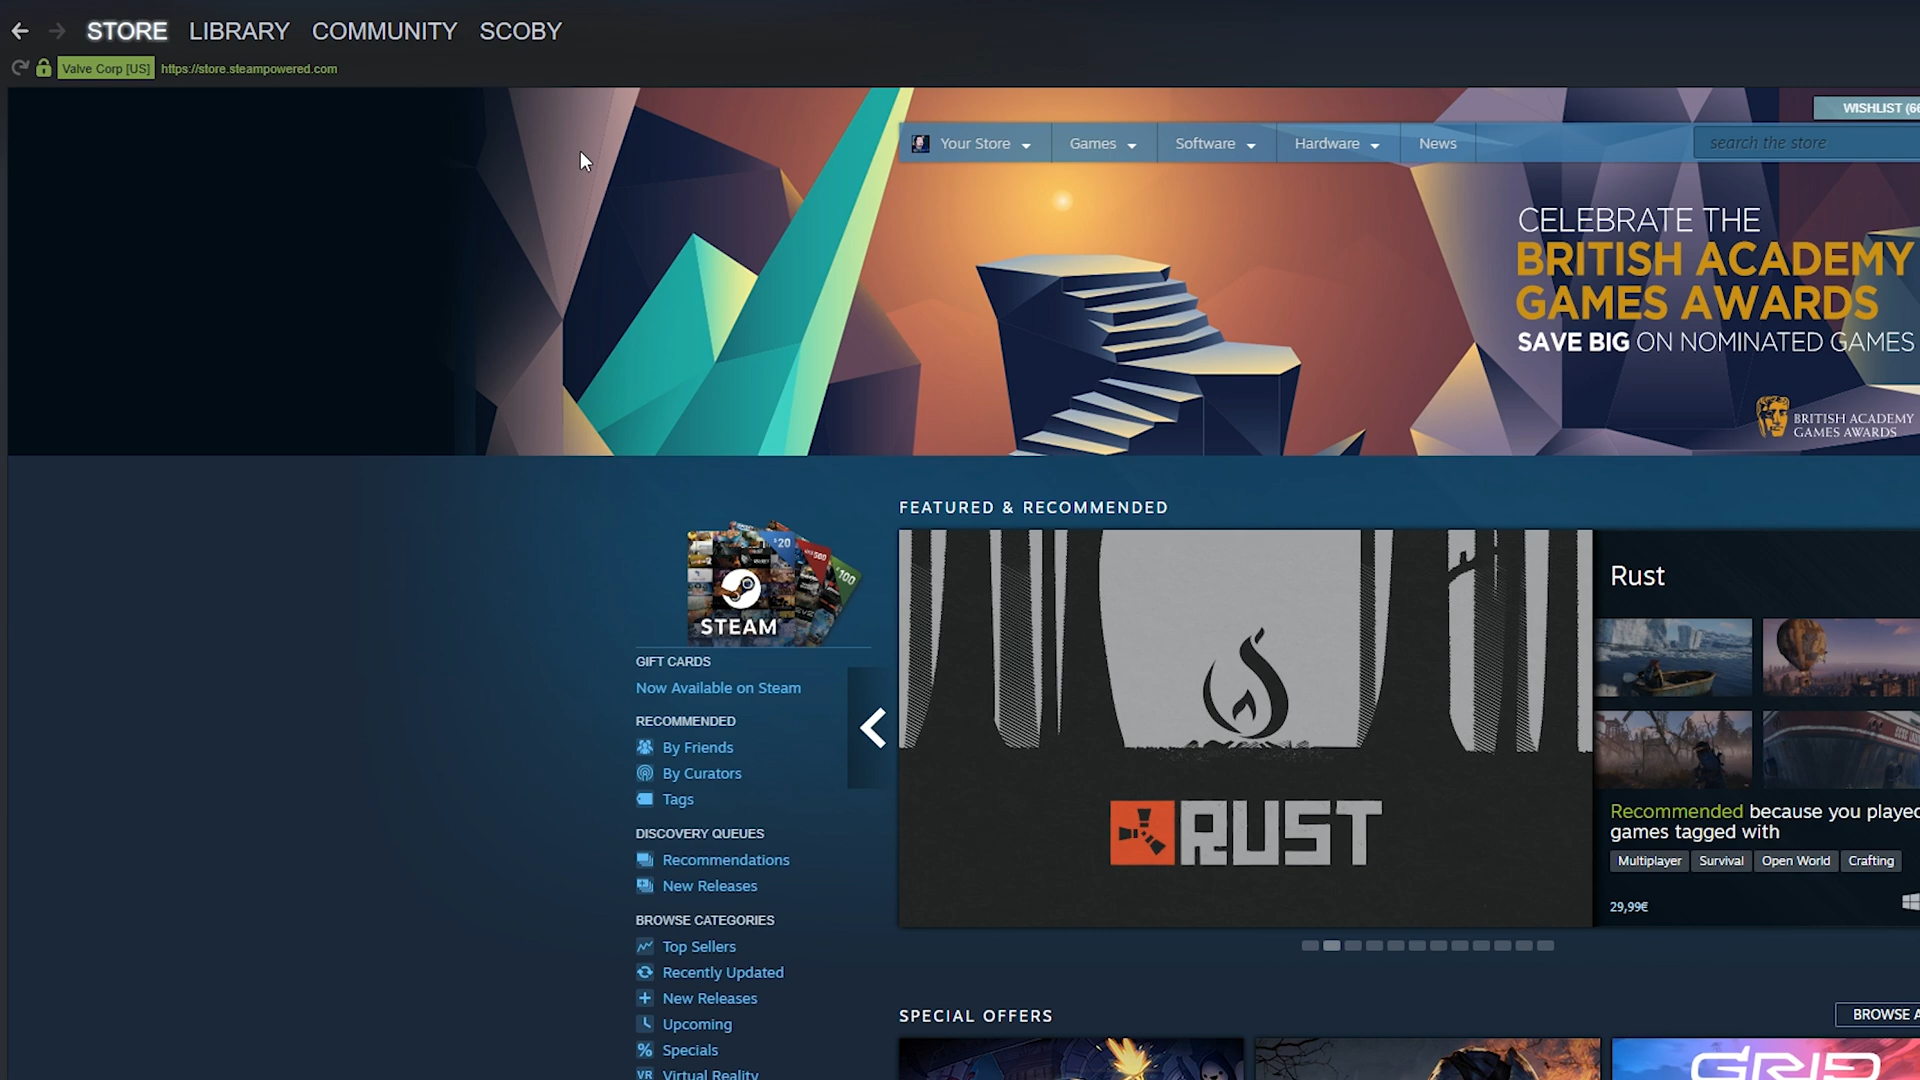 STORE LIBRARY COMMUNITY SCOBY
Valve Corp [US] https://store.steampowered.com
WISHLIST (66
Your Store Games Software Hardware News search the store
CELEBRATE THE
BRITISH ACADEMY
GAMES AWARDS
SAVE BIG ON NOMINATED GAMES
BRITISH ACADEMY
GAMES AWARDS
FEATURED & RECOMMENDED
STEAM
GIFT CARDS
Now Available on Steam
RECOMMENDED
By Friends
By Curators
Tags
DISCOVERY QUEUES
Recommendations
New Releases
BROWSE CATEGORIES
Top Sellers
Recently Updated
New Releases
Upcoming
Specials
VR Virtual Reality
RUST
Rust
Recommended because you played
games tagged with
Multiplayer Survival Open World Crafting
29,99€
SPECIAL OFFERS
BROWSE A
GRID